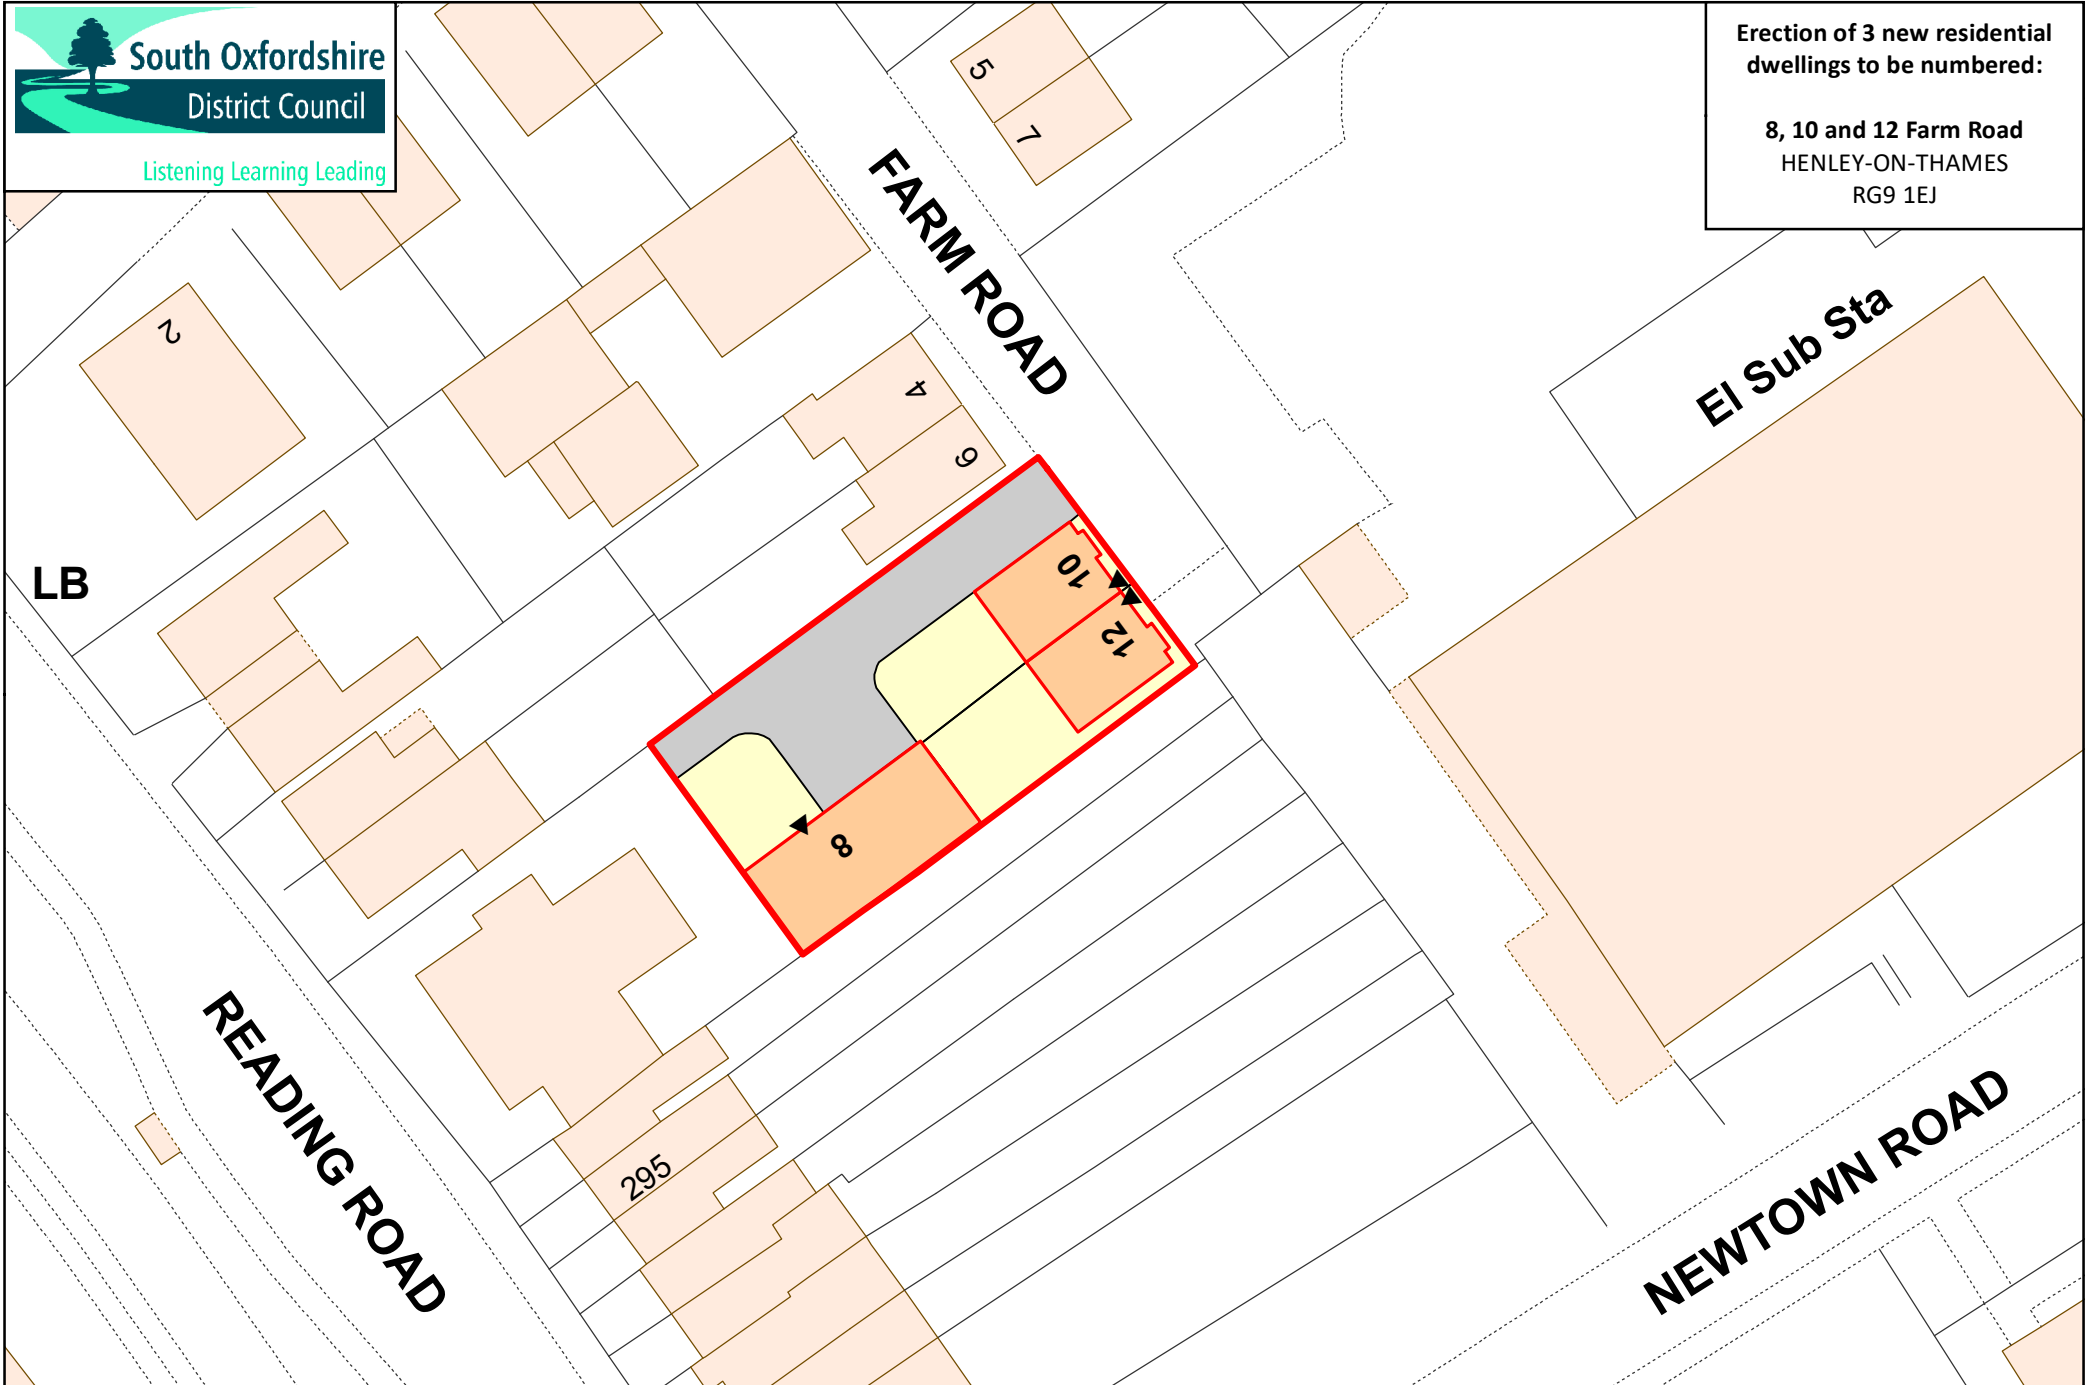 South Oxfordshire
District Council
Listening Learning Leading
Erection of 3 new residential
dwellings to be numbered:
8, 10 and 12 Farm Road
HENLEY-ON-THAMES
RG9 1EJ
5
7
FARM ROAD
2
4
6
El Sub Sta
LB
10
12
8
READING ROAD
295
NEWTOWN ROAD